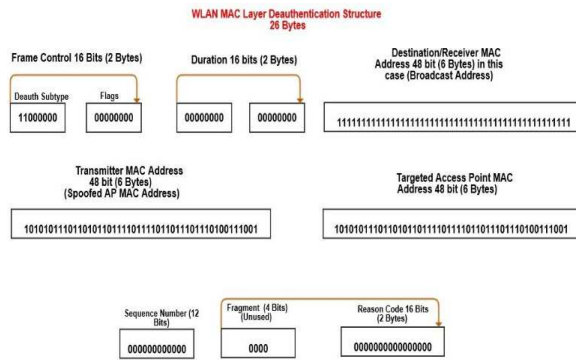 WLAN MAC Layer Deauthentication Structure
26 Bytes
Frame Control 16 Bits (2 Bytes)
Deauth Subtype
Flags
11000000
00000000
Duration 16 bits (2 Bytes)
00000000
00000000
Destination/Receiver MAC
Address 48 bit (6 Bytes) in this
case (Broadcast Address)
111111111111111111111111111111111111111111111111
Transmitter MAC Address
48 bit (6 Bytes)
(Spoofed AP MAC Address)
101010111011010110111101111011011101110100111001
Targeted Access Point MAC
Address 48 bit (6 Bytes)
101010111011010110111101111011011101110100111001
Sequence Number (12
Bits)
000000000000
Fragment (4 Bits)
(Unused)
0000
Reason Code 16 Bits
(2 Bytes)
0000000000000000